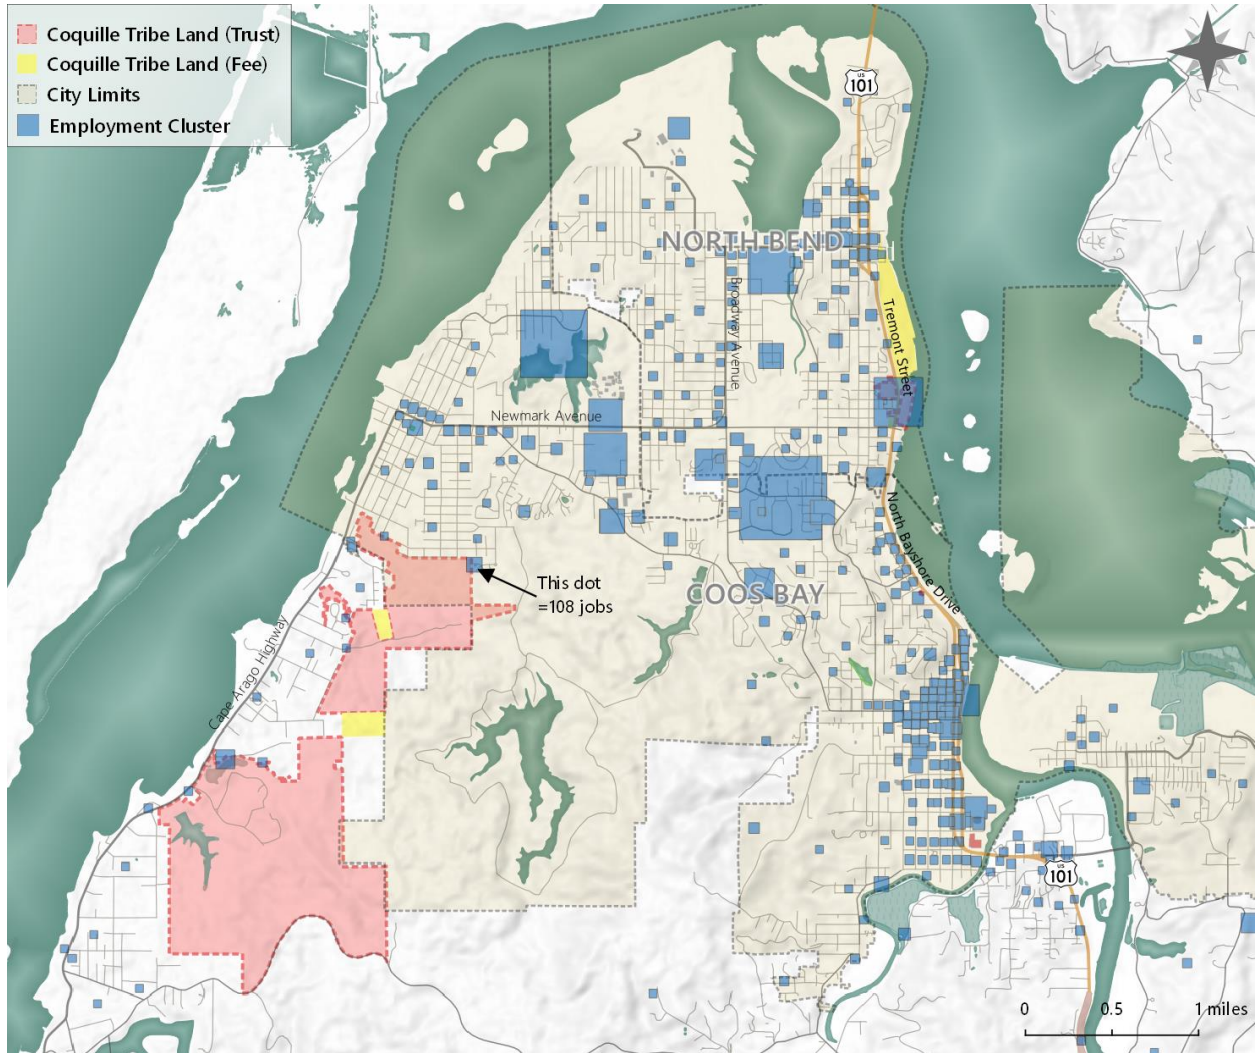 Coquille Tribe Land (Trust)
Coquille Tribe Land (Fee)
City Limits
Employment Cluster
US
101
NORTH BEND
Broadway Avenue
Tremont Street
Newmark Avenue
North Bayshore Drive
This dot
=108 jobs
COOS BAY
Cape Arago Highway
US
101
0 0.5 1 miles